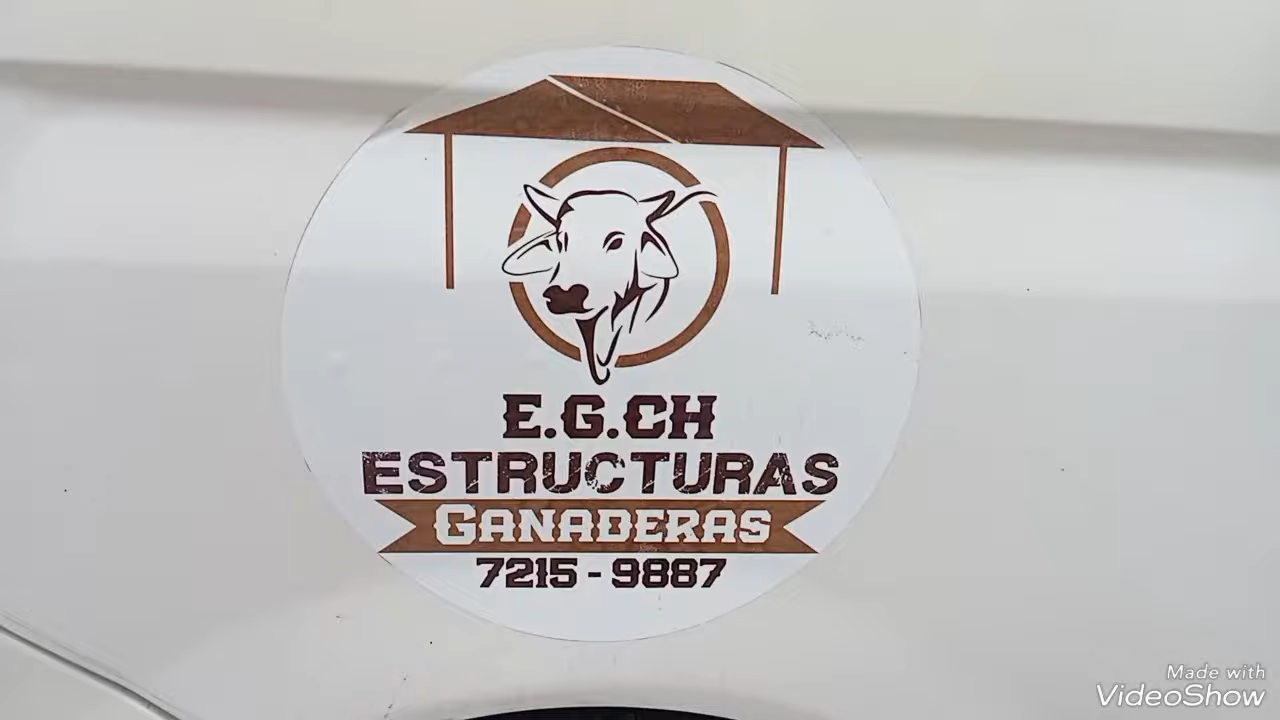 E.G.CH
ESTRUCTURAS
GANADERAS
7215 - 9887
Made with
VideoShow